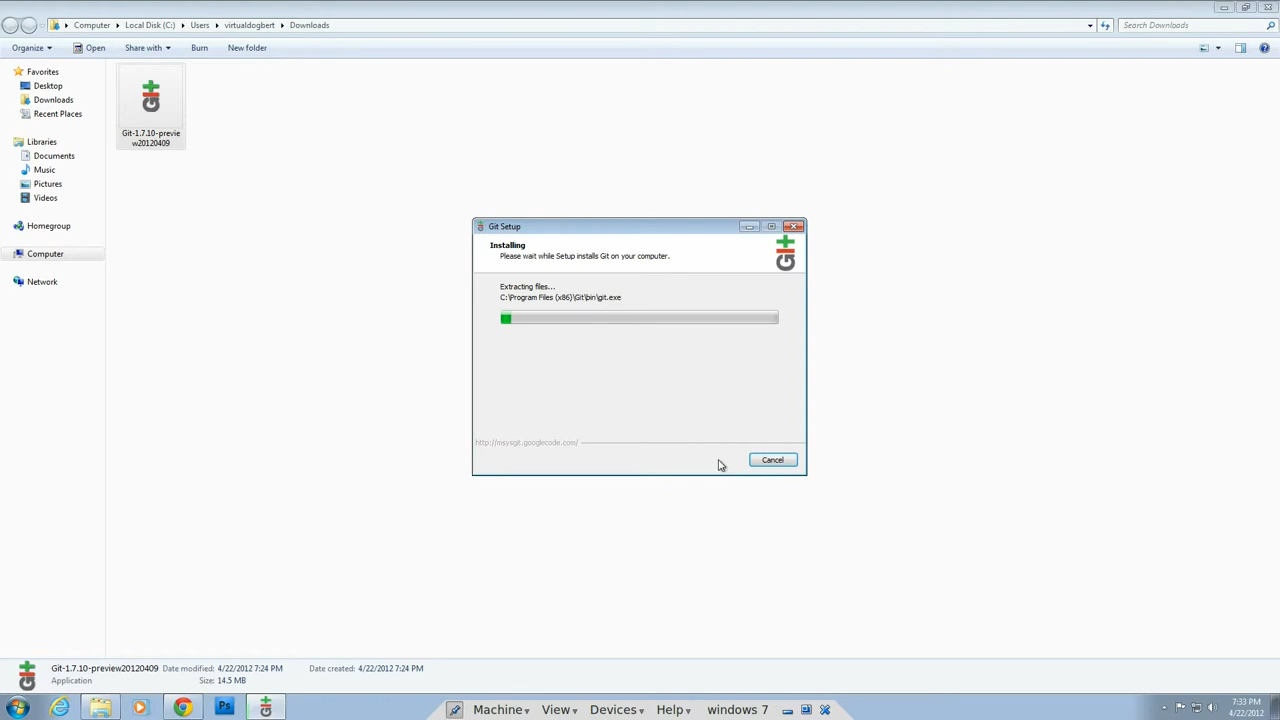 Computer ▸ Local Disk (C:) ▸ Users ▸ virtualdogbert ▸ Downloads
Search Downloads
Organize
Open
Share with
Burn
New folder
Favorites
Desktop
Downloads
Recent Places
Libraries
Documents
Music
Pictures
Videos
Homegroup
Computer
Network
Git
Git-1.7.10-previe
w20120409
Git Setup
Installing
Please wait while Setup installs Git on your computer.
Git
Extracting files...
C:\Program Files (x86)\Git\bin\git.exe
http://msysgit.googlecode.com/
Cancel
Git-1.7.10-preview20120409 Date modified: 4/22/2012 7:24 PM Date created: 4/22/2012 7:24 PM
Application Size: 14.5 MB
Ps
Machine View Devices Help windows 7
7:33 PM
4/22/2012